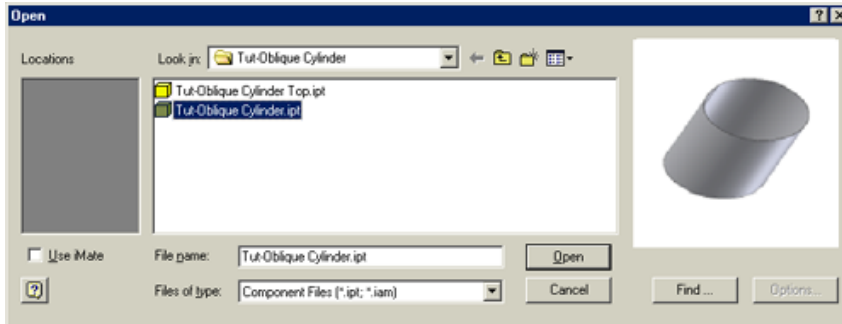 Open
Locations
Look in: Tut-Oblique Cylinder
Tut-Oblique Cylinder Top.ipt
Tut-Oblique Cylinder.ipt
Use iMate
File name: Tut-Oblique Cylinder.ipt
Open
Files of type: Component Files (*.ipt; *.iam)
Cancel
Find ...
Options...